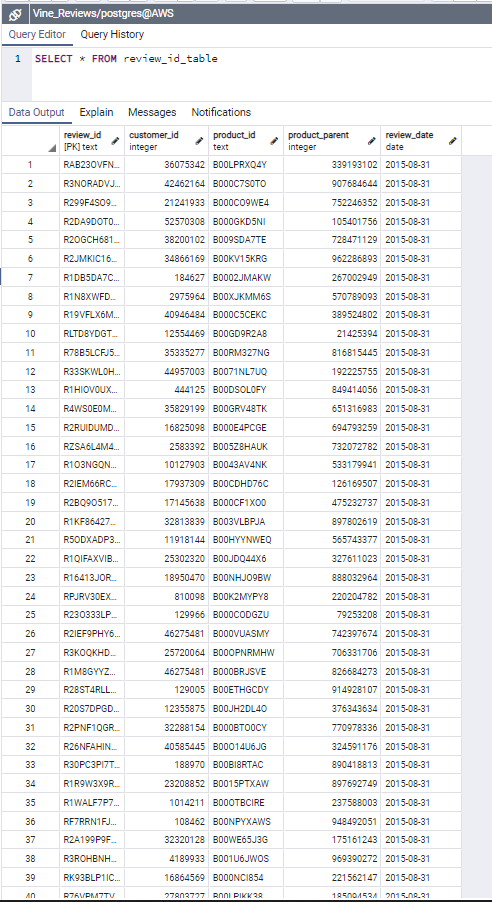 Vine_Reviews/postgres@AWS
Query Editor Query History
1 SELECT * FROM review_id_table
Data Output Explain Messages Notifications
review_id customer_id product_id product_parent review_date
[PK] text integer text integer date
1 RAB23OVFN... 36075342 B00LPRXQ4Y 339193102 2015-08-31
2 R3NORADVJ... 42462164 B000C7S0TO 907684644 2015-08-31
3 R299F4SO9... 21241933 B000CO9WE4 752246352 2015-08-31
4 R2DA9DOT0... 52570308 B000GKD5NI 105401756 2015-08-31
5 R2OGCH681... 38200102 B009SDA7TE 728471129 2015-08-31
6 R2JMKIC16... 34866169 B00KV15KRG 962286893 2015-08-31
7 R1DB5DA7C... 184627 B0002JMAKW 267002949 2015-08-31
8 R1N8XWFD... 2975964 B00XJKMM6S 570789093 2015-08-31
9 R19VFLX6M... 40946484 B000C5CEKC 389524802 2015-08-31
10 RLTD8YDGT... 12554469 B00GD9R2A8 21425394 2015-08-31
11 R78B5LCFJ5... 35335277 B00RM327NG 816815445 2015-08-31
12 R33SKWL0H... 44957003 B0071NL7UQ 192225755 2015-08-31
13 R1HIOV0UX... 444125 B00DSOL0FY 849414056 2015-08-31
14 R4WS0E0M... 35829199 B00GRV48TK 651316983 2015-08-31
15 R2RUIDUMD... 16825098 B000E4PCGE 694793259 2015-08-31
16 RZSA6L4M4... 2583392 B005Z8HAUK 732072782 2015-08-31
17 R1O3NGQN... 10127903 B0043AV4NK 533179941 2015-08-31
18 R2IEM66RC... 17937309 B00CDHD76C 126169507 2015-08-31
19 R2BQ9O517... 17145638 B000CF1XO0 475232737 2015-08-31
20 R1KF86427... 32813839 B003VLBPJA 897802619 2015-08-31
21 R5ODXADP3... 11918144 B00HYYNWEQ 565743377 2015-08-31
22 R1QIFAXVIB... 25302320 B00JDQ44X6 327611023 2015-08-31
23 R16413JOR... 18950470 B00NHJO9BW 888032964 2015-08-31
24 RPJRV30EX... 810098 B00K2MYPY8 220204782 2015-08-31
25 R23O333LP... 129966 B000CODGZU 79253208 2015-08-31
26 R2IEF9PHY6... 46275481 B000VUASMY 742397674 2015-08-31
27 R3KOQKHD... 25720064 B00OPNRMHW 706331706 2015-08-31
28 R1M8GYYZ... 46275481 B000BRJSVE 826684273 2015-08-31
29 R28ST4RLL... 129005 B00ETHGCDY 914928107 2015-08-31
30 R20S7DPGD... 12355875 B00JH2DL4O 376343634 2015-08-31
31 R2PNF1QGR... 32288154 B000BTO0CY 770978336 2015-08-31
32 R26NFAHIN... 40585445 B00O14U6JG 324591176 2015-08-31
33 R30PC3PI7T... 188970 B00BI8RTAC 890418813 2015-08-31
34 R1R9W3X9R... 23208852 B0015PTXAW 897692749 2015-08-31
35 R1WALF7P7... 1014211 B00OTBCIRE 237588003 2015-08-31
36 RF7RRN1FJ... 108462 B00NPYXAWS 948492051 2015-08-31
37 R2A199P9F... 32320128 B00WE65J3G 175161243 2015-08-31
38 R3ROHBNH... 4189933 B001U6JWOS 969390272 2015-08-31
39 RK93BLP1IC... 16864569 B000NCI854 221562147 2015-08-31
40 R76VPM7TV... 27803727 B00LPIKK38 185094534 2015-08-31